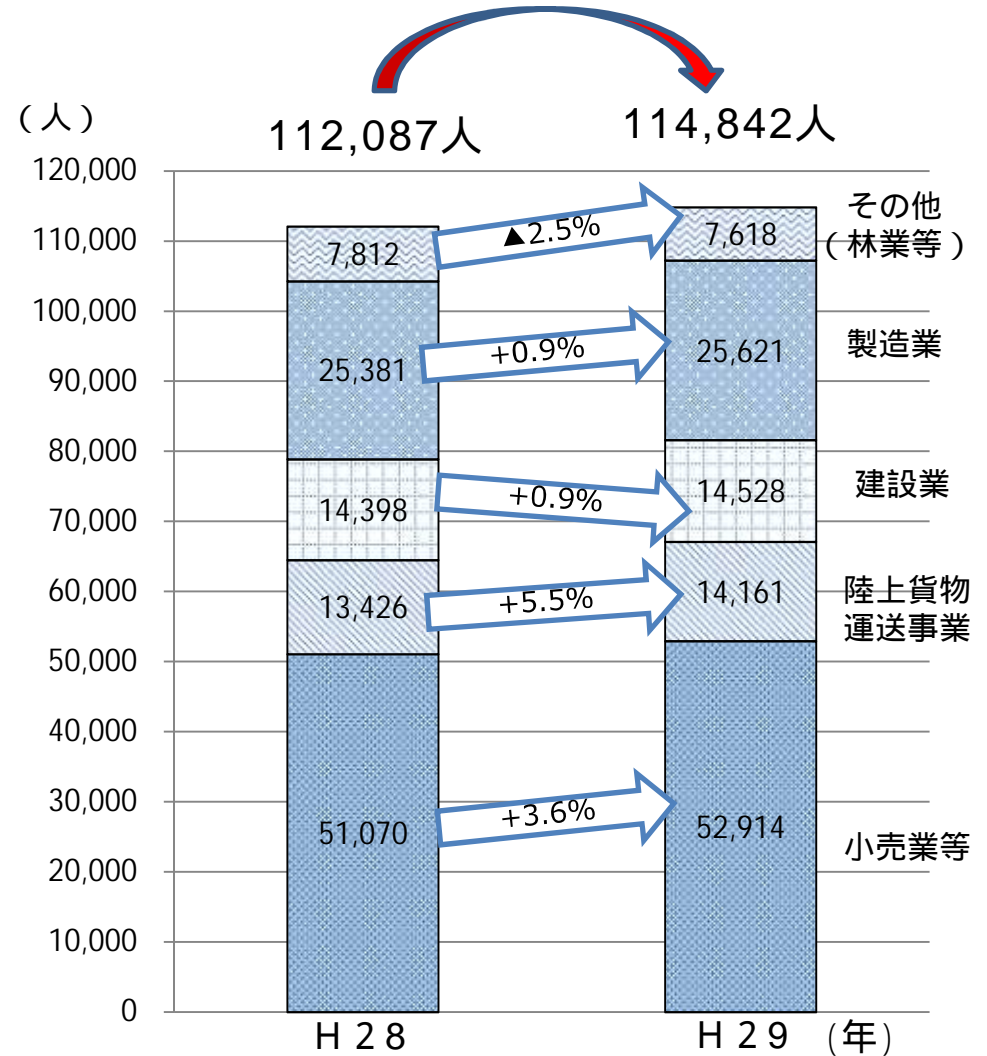 (人)
112,087人
114,842人
120,000
110,000
100,000
90,000
80,000
70,000
60,000
50,000
40,000
30,000
20,000
10,000
0
7,812
▲2.5%
7,618
その他
(林業等)
25,381
+0.9%
25,621
製造業
14,398
+0.9%
14,528
建設業
13,426
+5.5%
14,161
陸上貨物
運送事業
51,070
+3.6%
52,914
小売業等
H28
H29
(年)